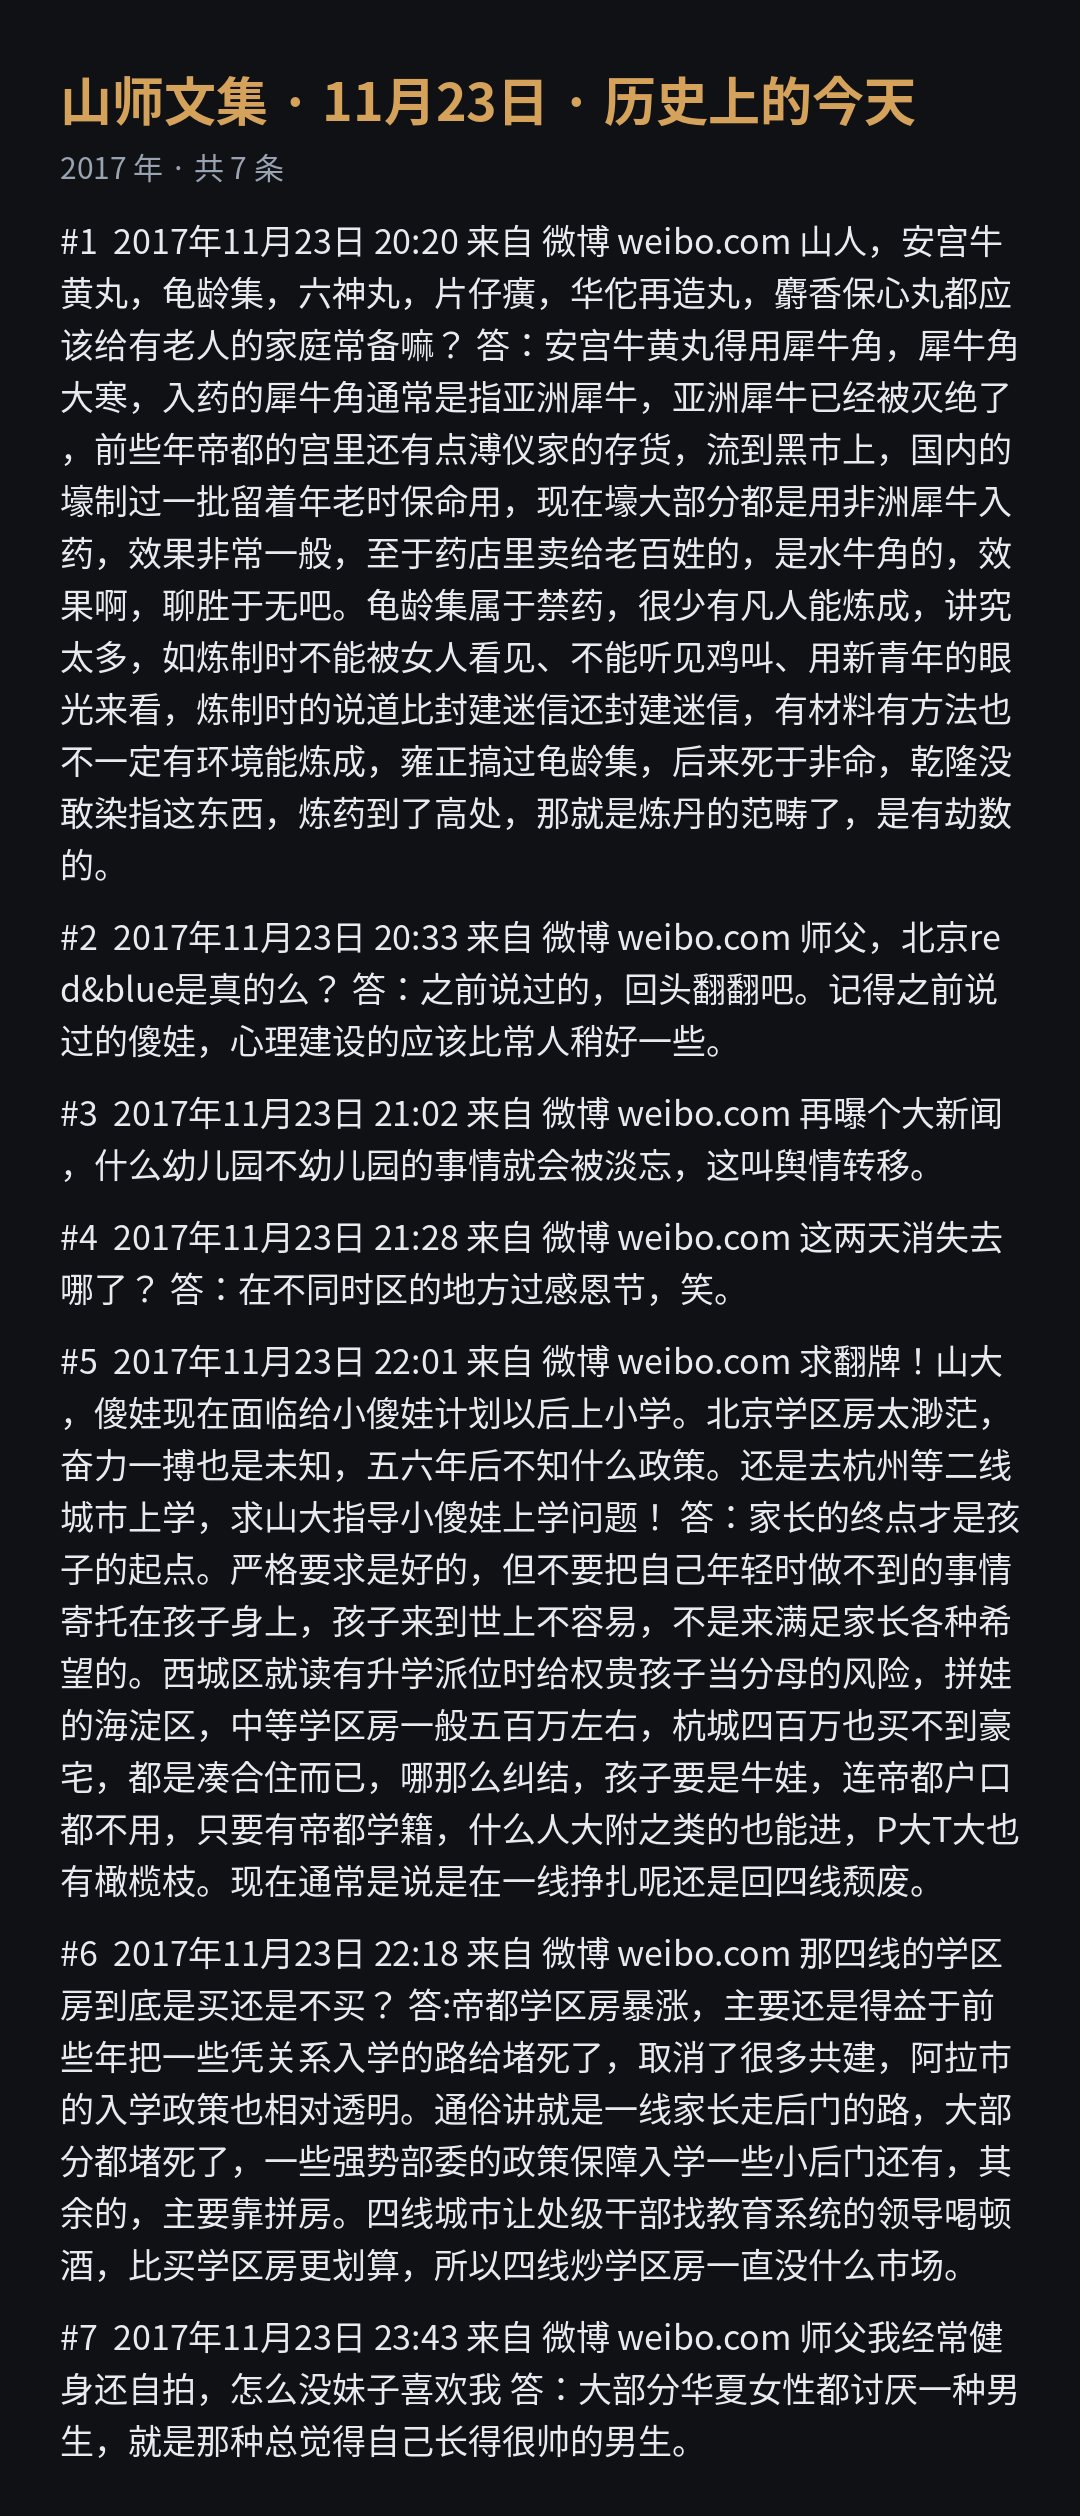 山师文集 · 11月23日 · 历史上的今天
2017 年 · 共 7 条
#1 2017年11月23日 20:20 来自 微博 weibo.com 山人，安宫牛
黄丸，龟龄集，六神丸，片仔癀，华佗再造丸，麝香保心丸都应
该给有老人的家庭常备嘛？ 答：安宫牛黄丸得用犀牛角，犀牛角
大寒，入药的犀牛角通常是指亚洲犀牛，亚洲犀牛已经被灭绝了
，前些年帝都的宫里还有点溥仪家的存货，流到黑市上，国内的
壕制过一批留着年老时保命用，现在壕大部分都是用非洲犀牛入
药，效果非常一般，至于药店里卖给老百姓的，是水牛角的，效
果啊，聊胜于无吧。龟龄集属于禁药，很少有凡人能炼成，讲究
太多，如炼制时不能被女人看见、不能听见鸡叫、用新青年的眼
光来看，炼制时的说道比封建迷信还封建迷信，有材料有方法也
不一定有环境能炼成，雍正搞过龟龄集，后来死于非命，乾隆没
敢染指这东西，炼药到了高处，那就是炼丹的范畴了，是有劫数
的。
#2 2017年11月23日 20:33 来自 微博 weibo.com 师父，北京re
d&blue是真的么？ 答：之前说过的，回头翻翻吧。记得之前说
过的傻娃，心理建设的应该比常人稍好一些。
#3 2017年11月23日 21:02 来自 微博 weibo.com 再曝个大新闻
，什么幼儿园不幼儿园的事情就会被淡忘，这叫舆情转移。
#4 2017年11月23日 21:28 来自 微博 weibo.com 这两天消失去
哪了？ 答：在不同时区的地方过感恩节，笑。
#5 2017年11月23日 22:01 来自 微博 weibo.com 求翻牌！山大
，傻娃现在面临给小傻娃计划以后上小学。北京学区房太渺茫，
奋力一搏也是未知，五六年后不知什么政策。还是去杭州等二线
城市上学，求山大指导小傻娃上学问题！ 答：家长的终点才是孩
子的起点。严格要求是好的，但不要把自己年轻时做不到的事情
寄托在孩子身上，孩子来到世上不容易，不是来满足家长各种希
望的。西城区就读有升学派位时给权贵孩子当分母的风险，拼娃
的海淀区，中等学区房一般五百万左右，杭城四百万也买不到豪
宅，都是凑合住而已，哪那么纠结，孩子要是牛娃，连帝都户口
都不用，只要有帝都学籍，什么人大附之类的也能进，P大T大也
有橄榄枝。现在通常是说是在一线挣扎呢还是回四线颓废。
#6 2017年11月23日 22:18 来自 微博 weibo.com 那四线的学区
房到底是买还是不买？ 答:帝都学区房暴涨，主要还是得益于前
些年把一些凭关系入学的路给堵死了，取消了很多共建，阿拉市
的入学政策也相对透明。通俗讲就是一线家长走后门的路，大部
分都堵死了，一些强势部委的政策保障入学一些小后门还有，其
余的，主要靠拼房。四线城市让处级干部找教育系统的领导喝顿
酒，比买学区房更划算，所以四线炒学区房一直没什么市场。
#7 2017年11月23日 23:43 来自 微博 weibo.com 师父我经常健
身还自拍，怎么没妹子喜欢我 答：大部分华夏女性都讨厌一种男
生，就是那种总觉得自己长得很帅的男生。